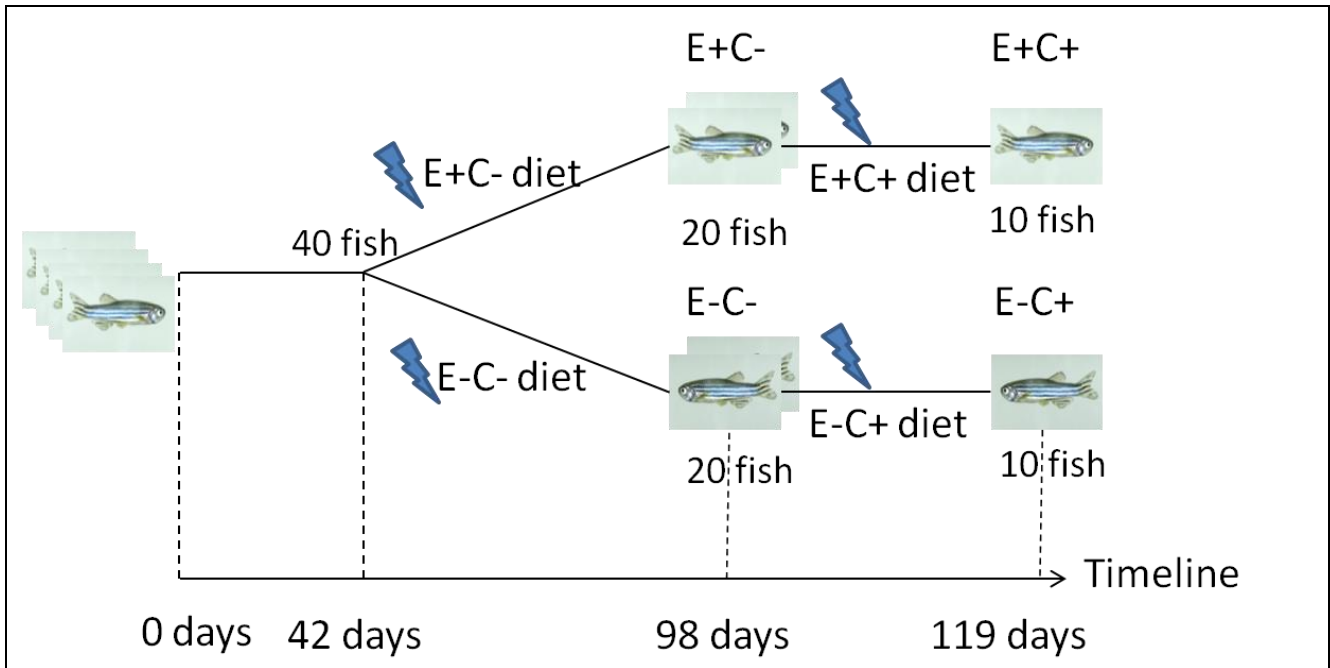 E+C-
E+C+
E+C- diet
E+C+ diet
40 fish
20 fish
10 fish
E-C-
E-C+
E-C- diet
E-C+ diet
20 fish
10 fish
Timeline
0 days
42 days
98 days
119 days